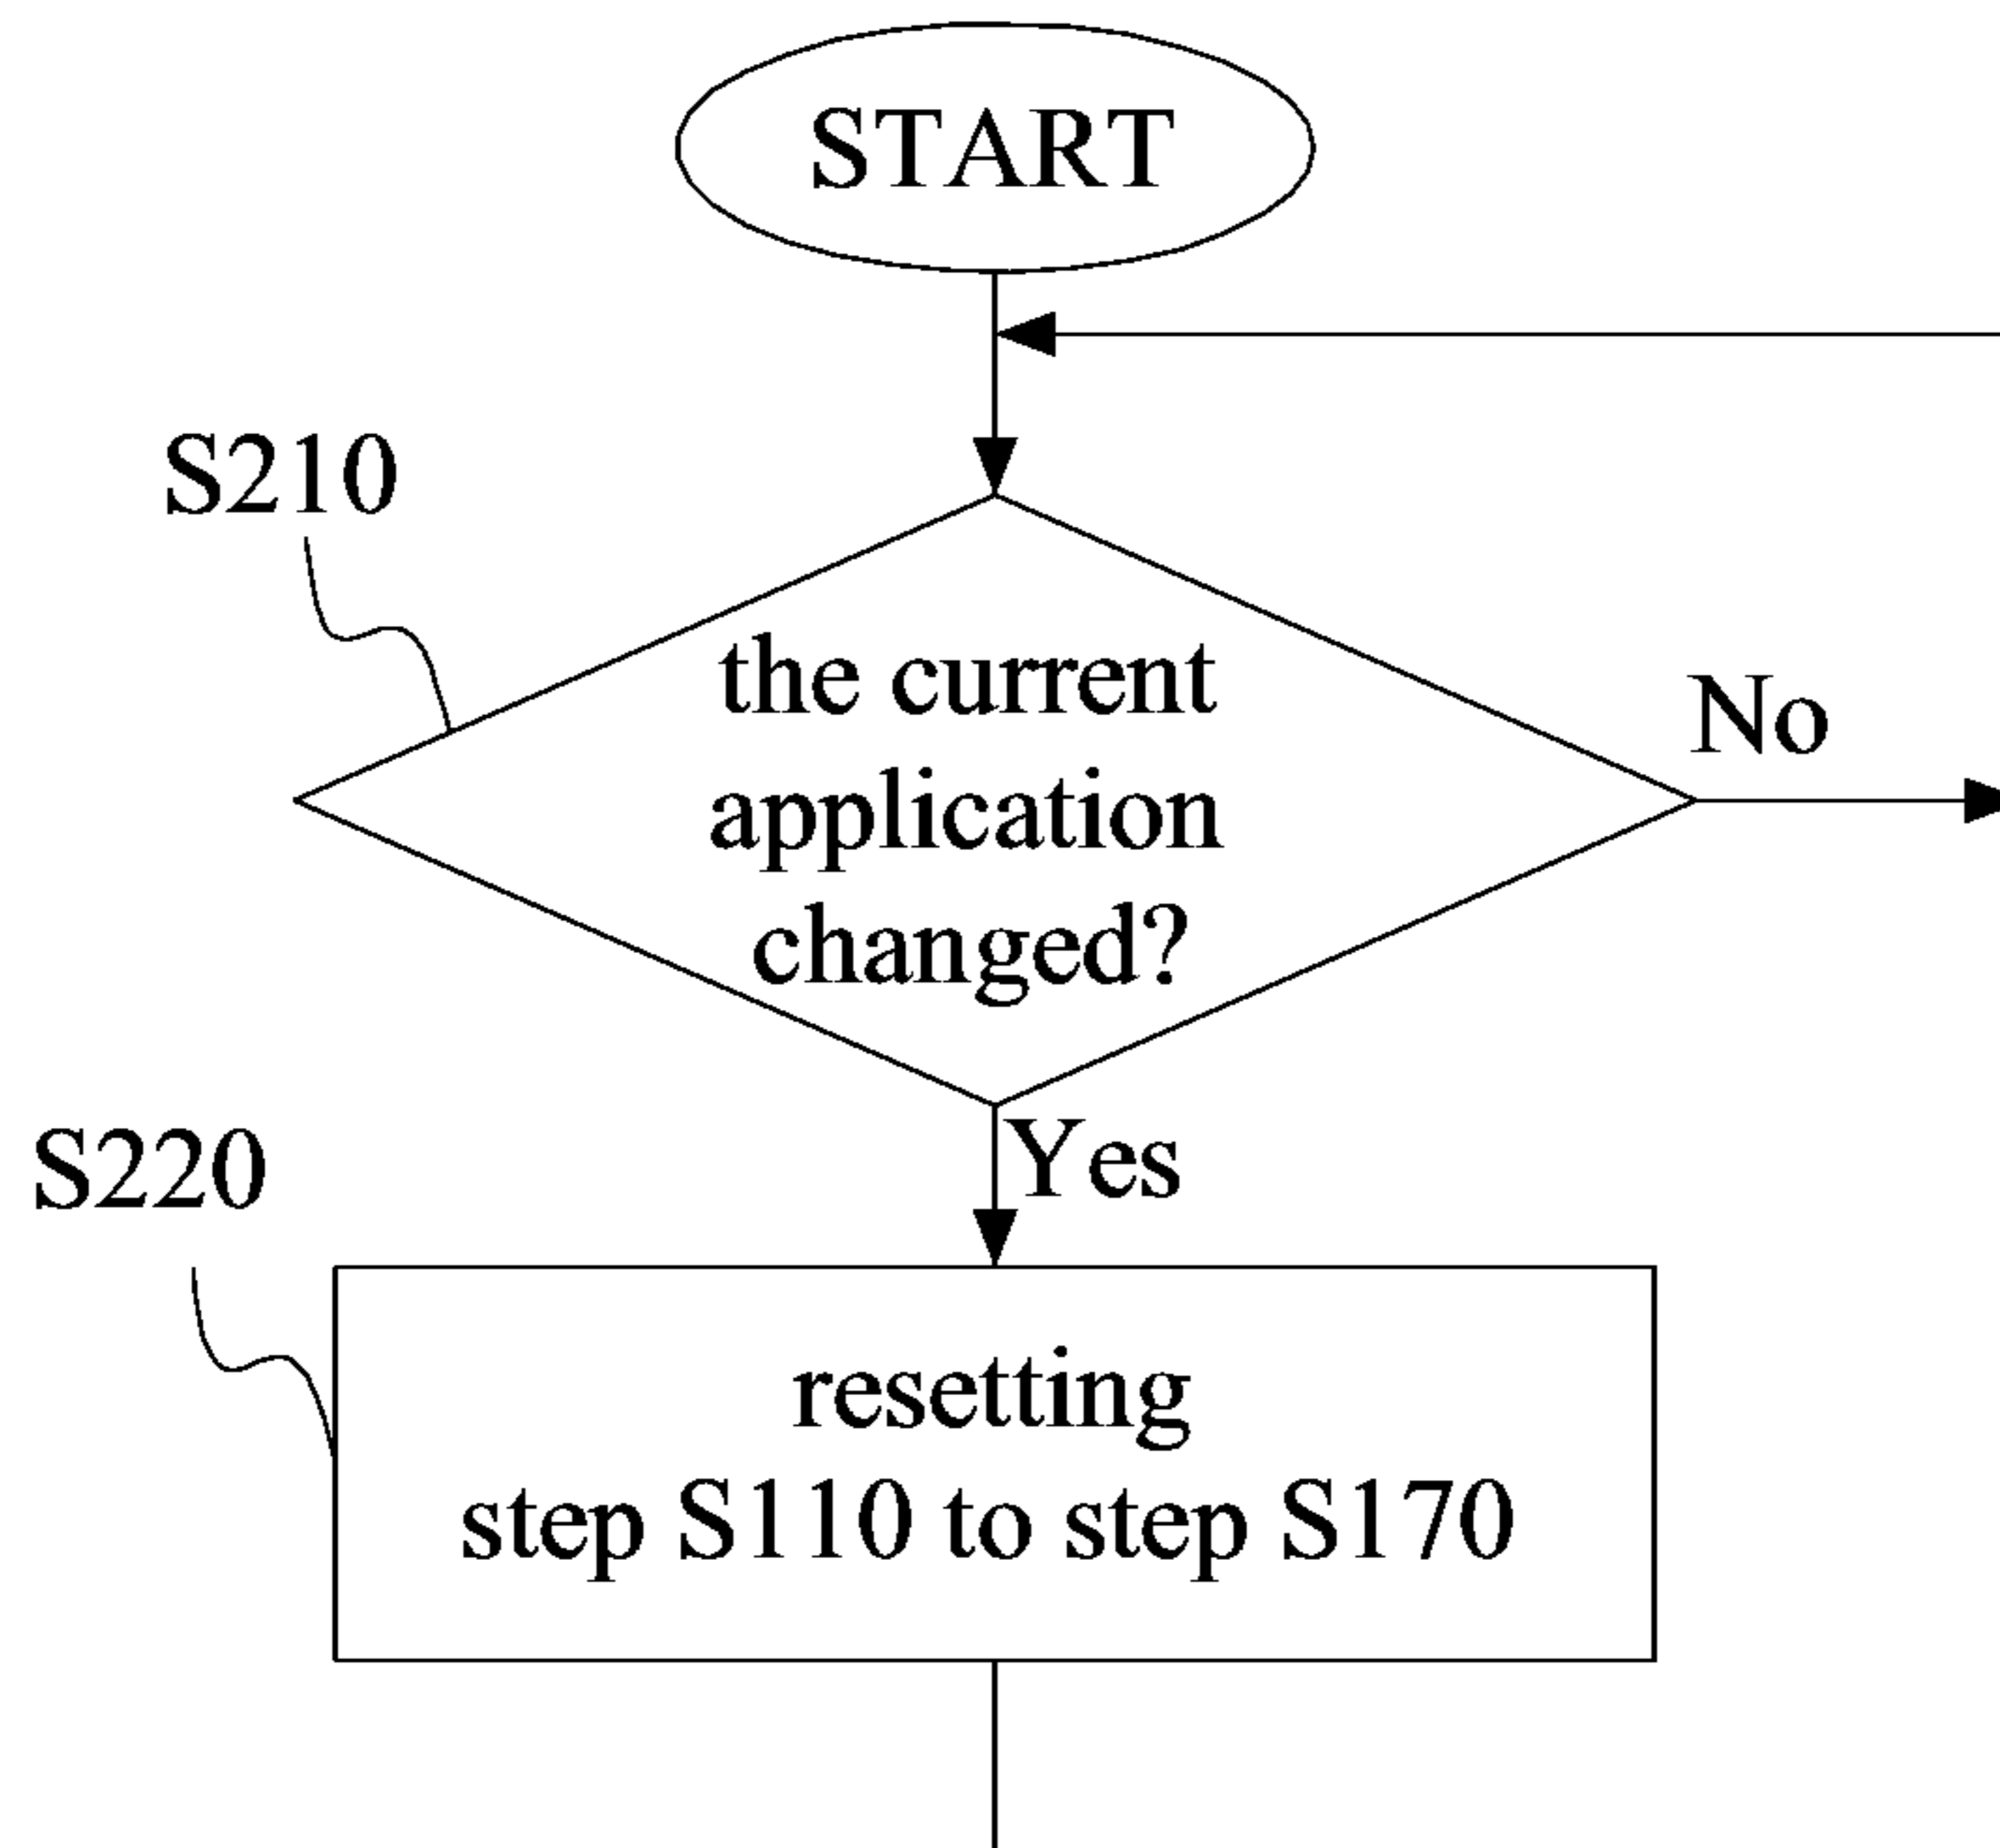 START
S210
the current
application
changed?
No
Yes
S220
resetting
step S110 to step S170